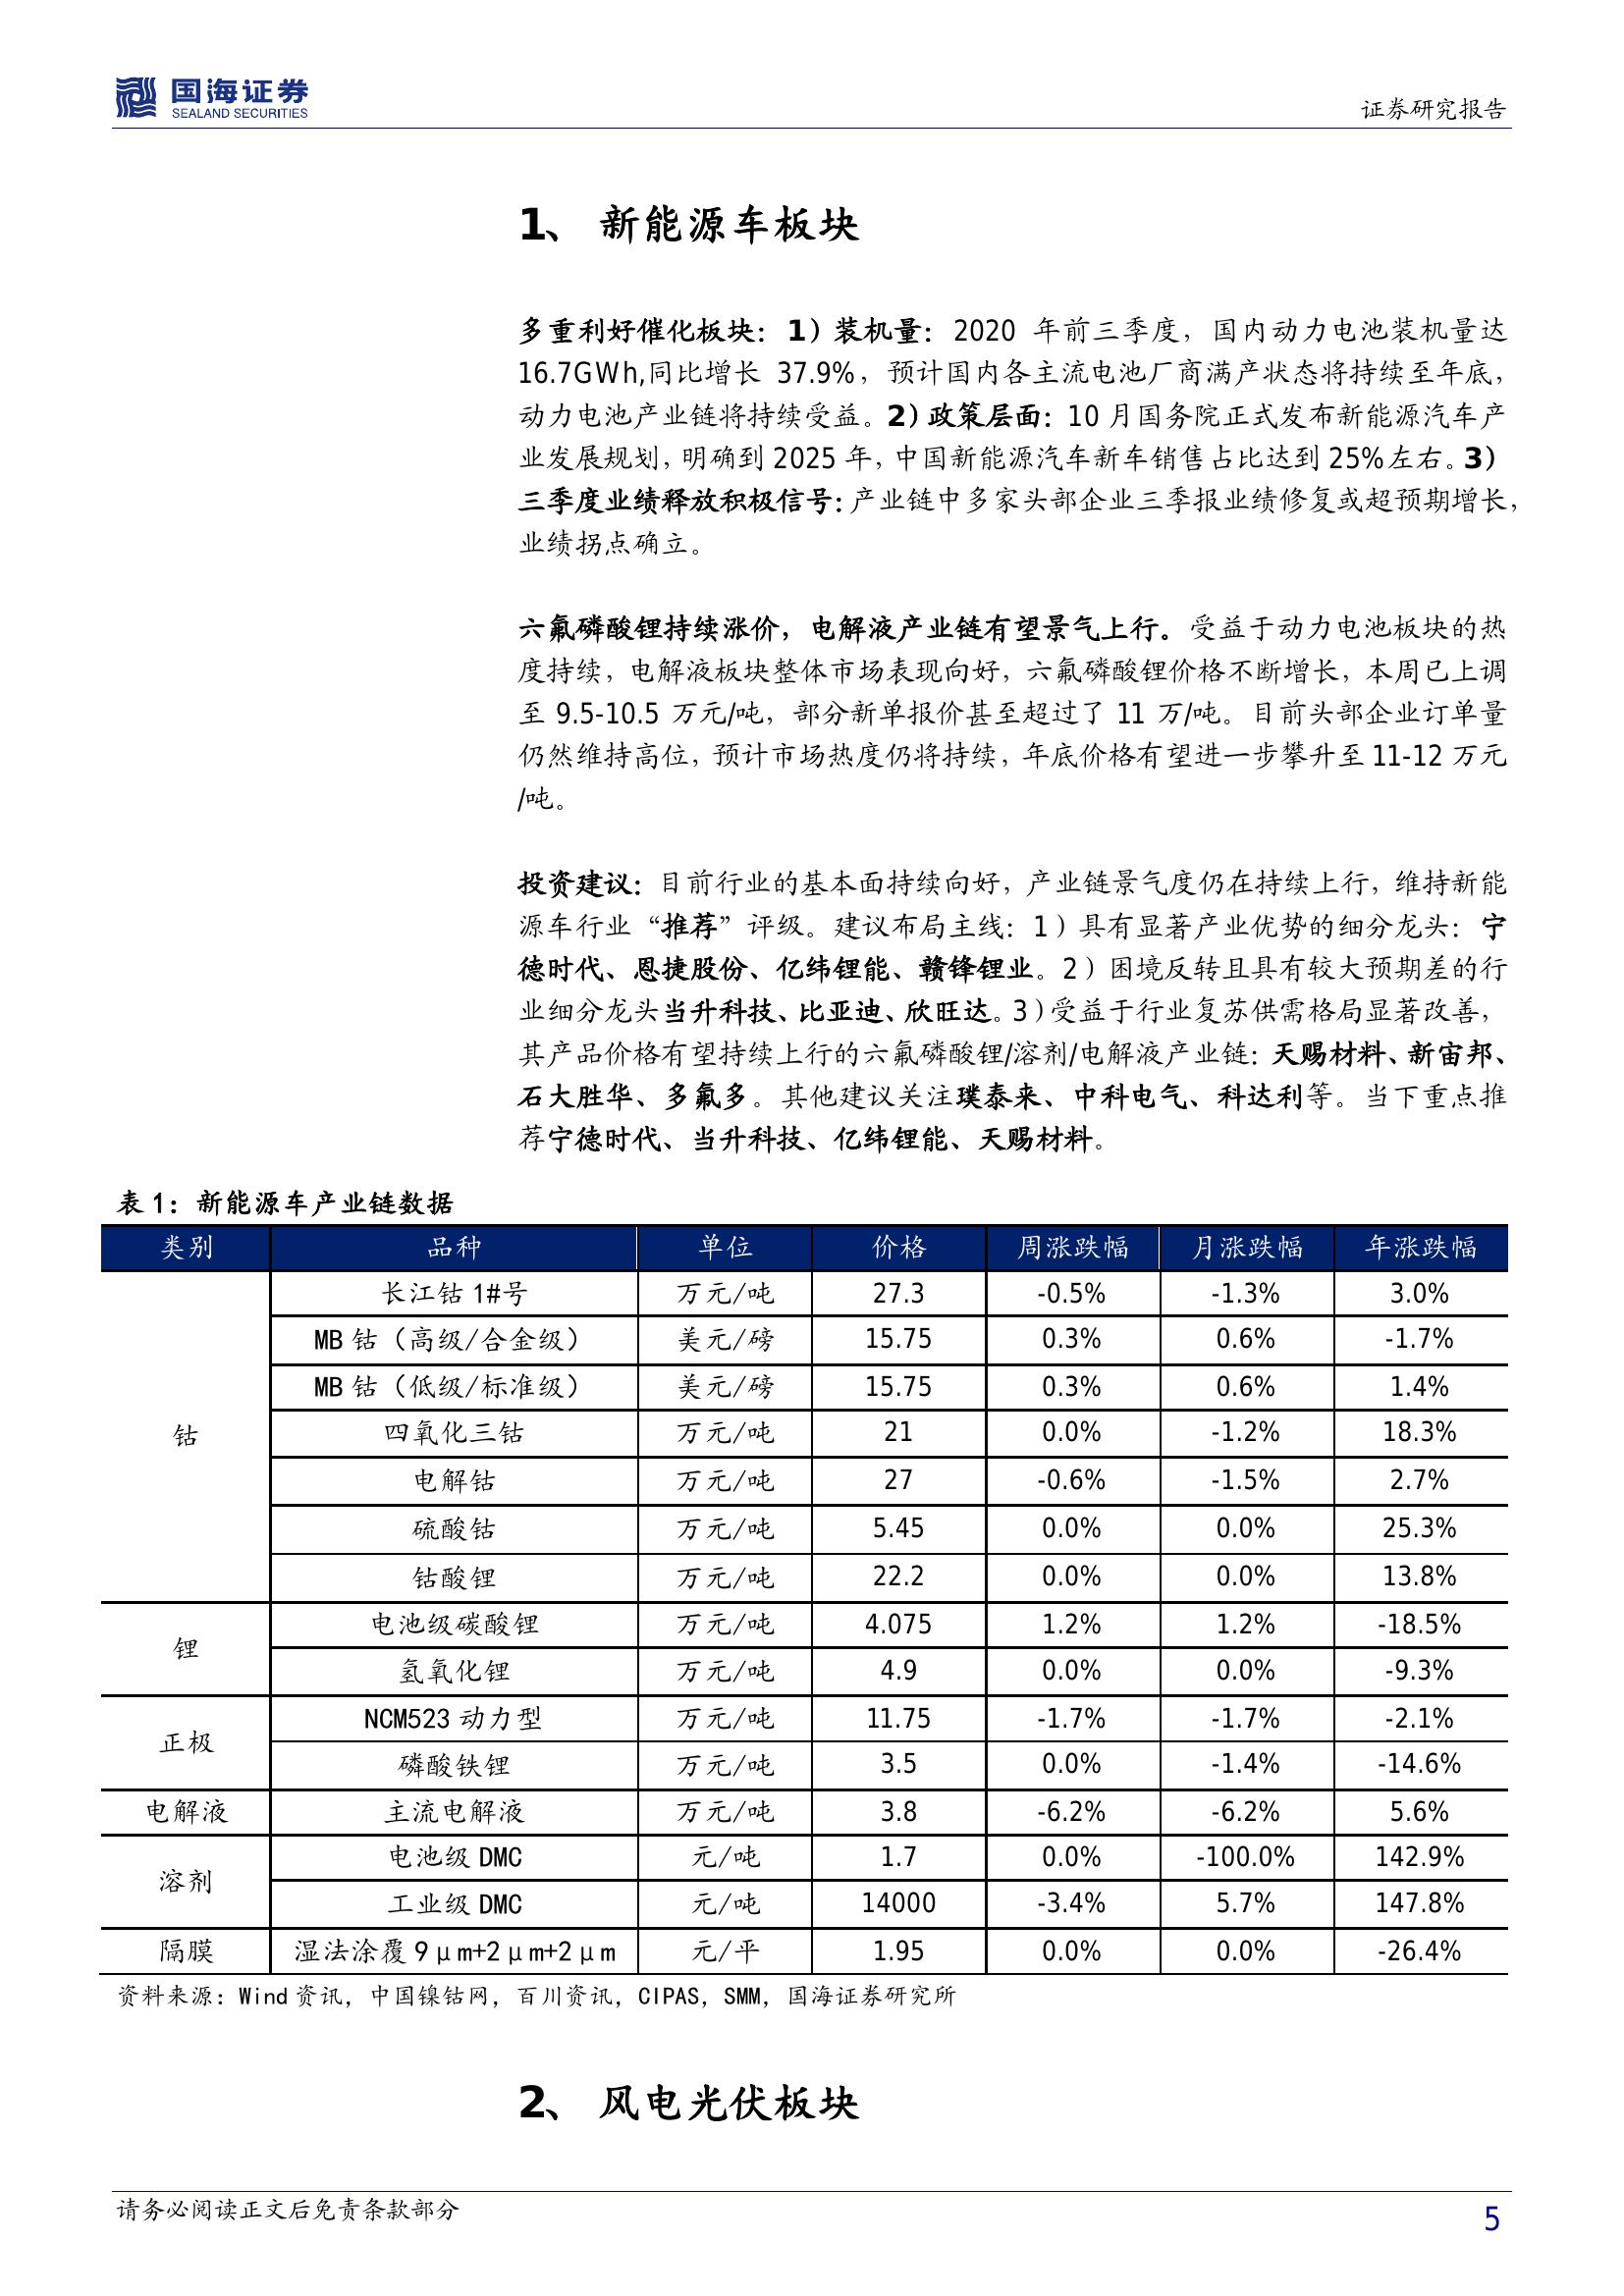 国海证券
SEALAND SECURITIES
证券研究报告
1、 新能源车板块
多重利好催化板块：1）装机量：2020 年前三季度，国内动力电池装机量达
16.7GWh,同比增长 37.9%，预计国内各主流电池厂商满产状态将持续至年底，
动力电池产业链将持续受益。2）政策层面：10 月国务院正式发布新能源汽车产
业发展规划，明确到 2025 年，中国新能源汽车新车销售占比达到 25%左右。3）
三季度业绩释放积极信号：产业链中多家头部企业三季报业绩修复或超预期增长，
业绩拐点确立。
六氟磷酸锂持续涨价，电解液产业链有望景气上行。受益于动力电池板块的热
度持续，电解液板块整体市场表现向好，六氟磷酸锂价格不断增长，本周已上调
至 9.5-10.5 万元/吨，部分新单报价甚至超过了 11 万/吨。目前头部企业订单量
仍然维持高位，预计市场热度仍将持续，年底价格有望进一步攀升至 11-12 万元
/吨。
投资建议：目前行业的基本面持续向好，产业链景气度仍在持续上行，维持新能
源车行业“推荐”评级。建议布局主线：1）具有显著产业优势的细分龙头：宁
德时代、恩捷股份、亿纬锂能、赣锋锂业。2）困境反转且具有较大预期差的行
业细分龙头当升科技、比亚迪、欣旺达。3）受益于行业复苏供需格局显著改善，
其产品价格有望持续上行的六氟磷酸锂/溶剂/电解液产业链：天赐材料、新宙邦、
石大胜华、多氟多。其他建议关注璞泰来、中科电气、科达利等。当下重点推
荐宁德时代、当升科技、亿纬锂能、天赐材料。
表 1：新能源车产业链数据
类别 品种 单位 价格 周涨跌幅 月涨跌幅 年涨跌幅
钴 长江钴 1#号 万元/吨 27.3 -0.5% -1.3% 3.0%
MB 钴（高级/合金级） 美元/磅 15.75 0.3% 0.6% -1.7%
MB 钴（低级/标准级） 美元/磅 15.75 0.3% 0.6% 1.4%
四氧化三钴 万元/吨 21 0.0% -1.2% 18.3%
电解钴 万元/吨 27 -0.6% -1.5% 2.7%
硫酸钴 万元/吨 5.45 0.0% 0.0% 25.3%
钴酸锂 万元/吨 22.2 0.0% 0.0% 13.8%
锂 电池级碳酸锂 万元/吨 4.075 1.2% 1.2% -18.5%
氢氧化锂 万元/吨 4.9 0.0% 0.0% -9.3%
正极 NCM523 动力型 万元/吨 11.75 -1.7% -1.7% -2.1%
磷酸铁锂 万元/吨 3.5 0.0% -1.4% -14.6%
电解液 主流电解液 万元/吨 3.8 -6.2% -6.2% 5.6%
溶剂 电池级 DMC 元/吨 1.7 0.0% -100.0% 142.9%
工业级 DMC 元/吨 14000 -3.4% 5.7% 147.8%
隔膜 湿法涂覆 9μm+2μm+2μm 元/平 1.95 0.0% 0.0% -26.4%
资料来源：Wind 资讯，中国镍钴网，百川资讯，CIPAS，SMM，国海证券研究所
2、 风电光伏板块
请务必阅读正文后免责条款部分
5